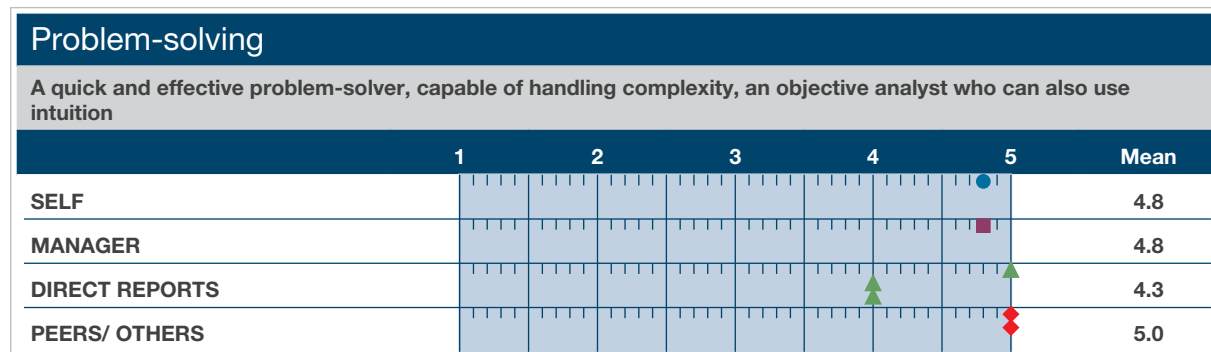 Problem-solving
A quick and effective problem-solver, capable of handling complexity, an objective analyst who can also use
intuition
1 2 3 4 5 Mean
SELF 4.8
MANAGER 4.8
DIRECT REPORTS 4.3
PEERS/ OTHERS 5.0